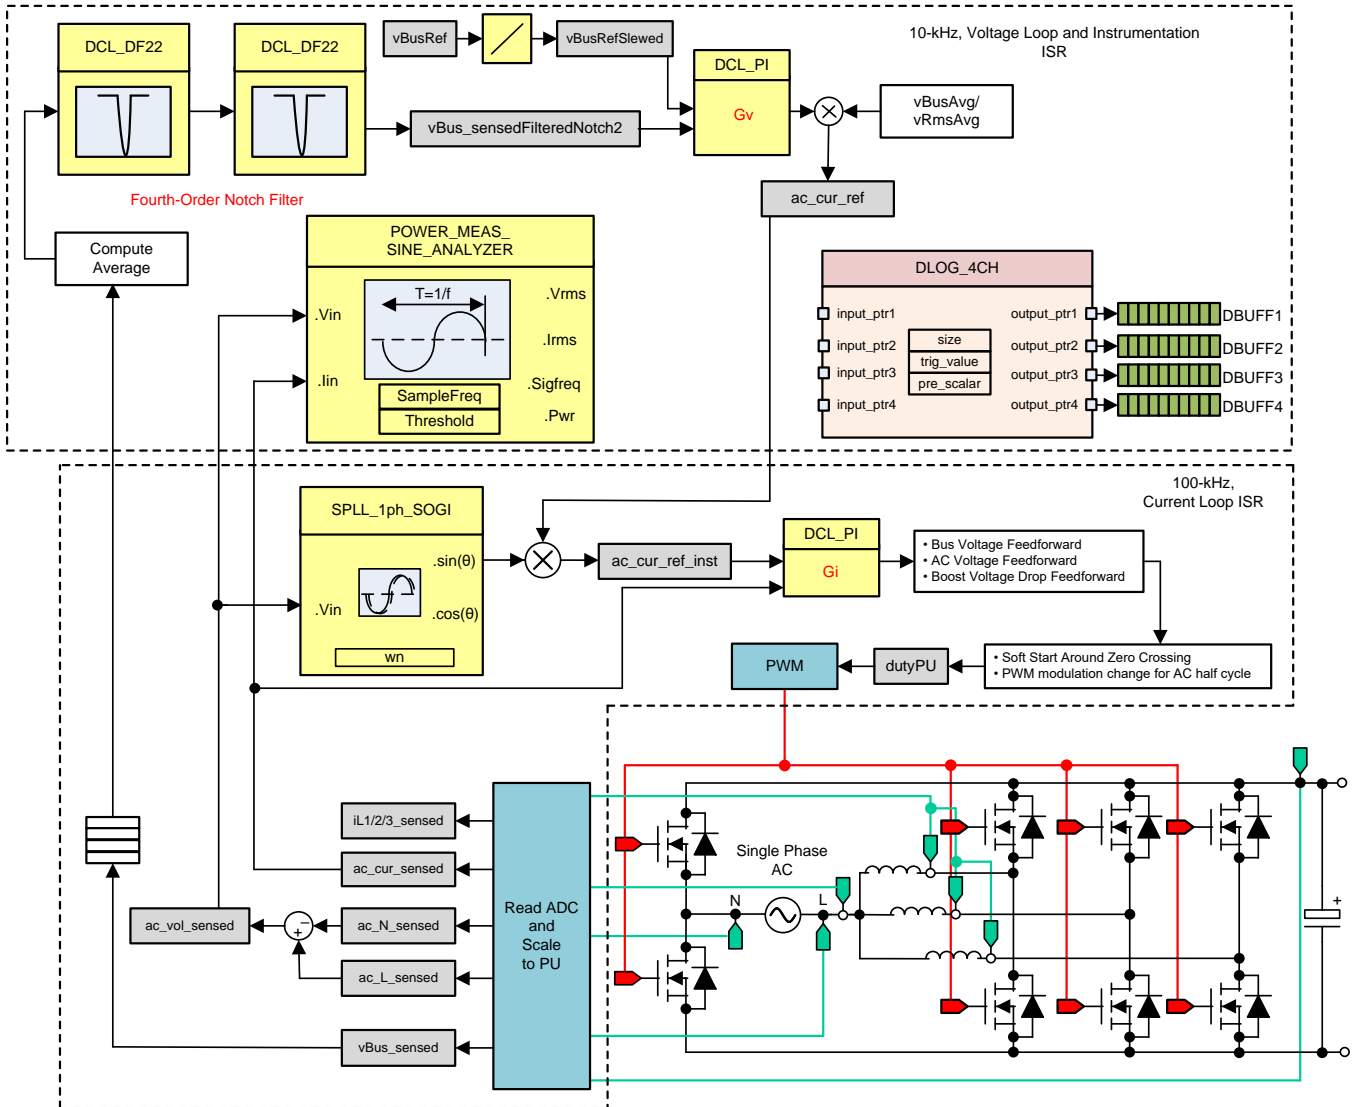 DCL_DF22
DCL_DF22
vBusRef
vBusRefSlewed
10-kHz, Voltage Loop and Instrumentation
ISR
DCL_PI
Gv
vBusAvg/
vRmsAvg
vBus_sensedFilteredNotch2
Fourth-Order Notch Filter
ac_cur_ref
Compute
Average
POWER_MEAS_
SINE_ANALYZER
T=1/f
.Vin
.Iin
.Vrms
.Irms
.Sigfreq
.Pwr
SampleFreq
Threshold
DLOG_4CH
input_ptr1
input_ptr2
input_ptr3
input_ptr4
size
trig_value
pre_scalar
output_ptr1
output_ptr2
output_ptr3
output_ptr4
DBUFF1
DBUFF2
DBUFF3
DBUFF4
100-kHz,
Current Loop ISR
SPLL_1ph_SOGI
.sin(θ)
.Vin
.cos(θ)
wn
ac_cur_ref_inst
DCL_PI
Gi
• Bus Voltage Feedforward
• AC Voltage Feedforward
• Boost Voltage Drop Feedforward
• Soft Start Around Zero Crossing
• PWM modulation change for AC half cycle
dutyPU
PWM
iL1/2/3_sensed
ac_cur_sensed
ac_vol_sensed
−
+
ac_N_sensed
ac_L_sensed
vBus_sensed
Read ADC
and
Scale
to PU
Single Phase
AC
N
L
+